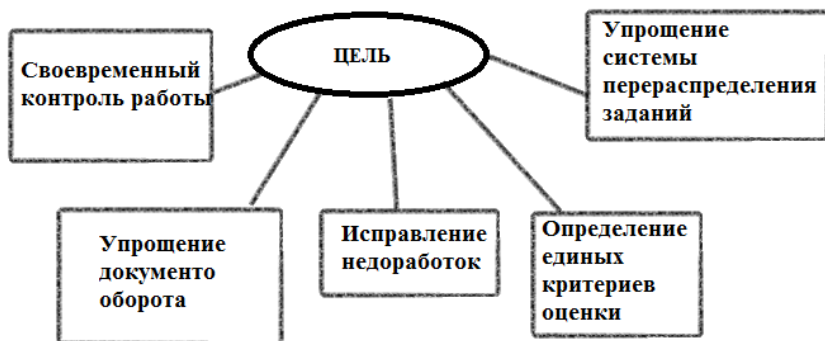 ЦЕЛЬ
Своевременный
контроль работы
Упрощение
системы
перераспределения
заданий
Упрощение
документо
оборота
Исправление
недоработок
Определение
единых
критериев
оценки